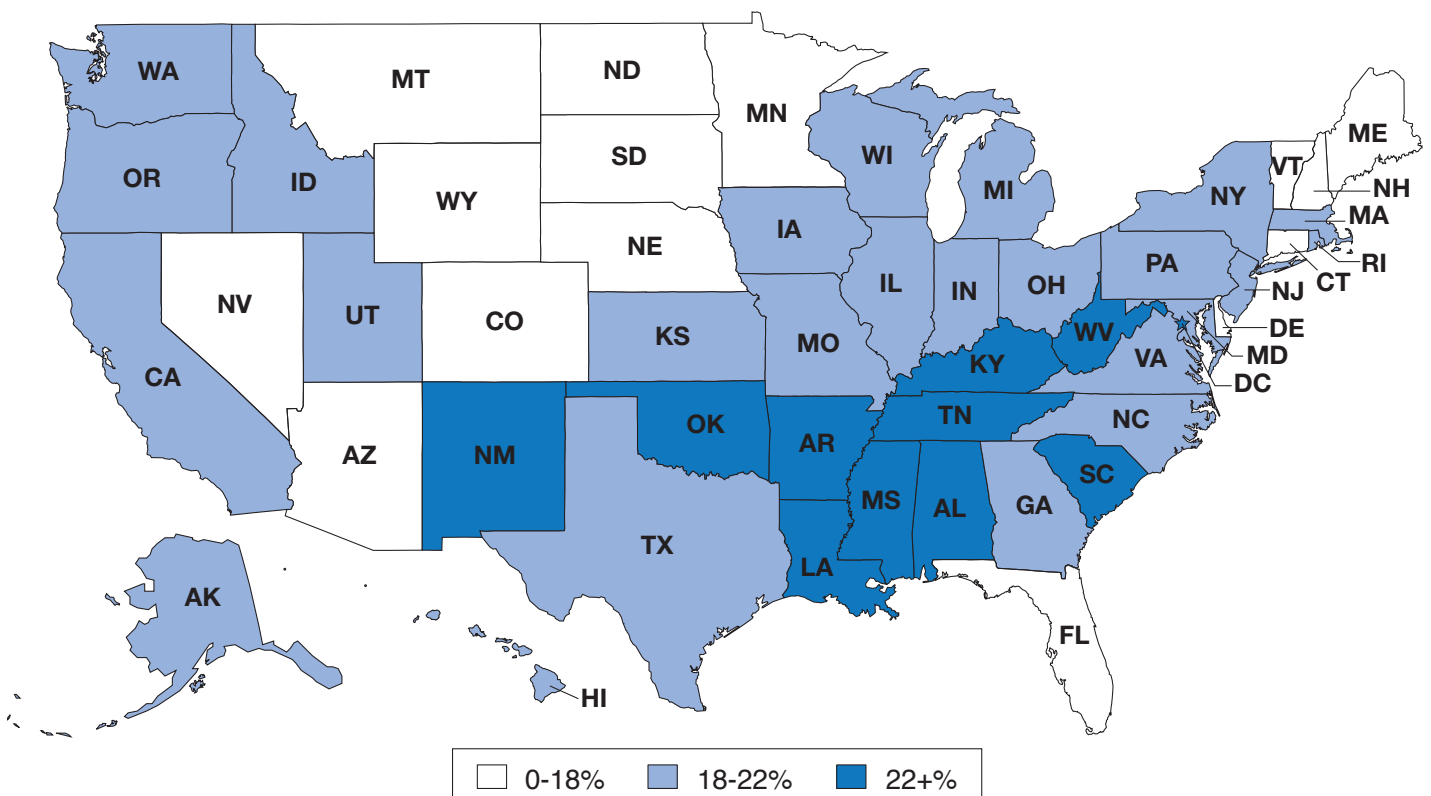 WA
MT
ND
MN
ME
OR
ID
SD
WI
VT
WY
MI
NY
NH
MA
NE
IA
PA
RI
CT
NV
UT
CO
IL
IN
OH
NJ
DE
CA
KS
MO
WV
VA
MD
KY
DC
AZ
NM
OK
AR
TN
NC
SC
TX
MS
AL
GA
LA
AK
FL
HI
0-18% 18-22% 22+%